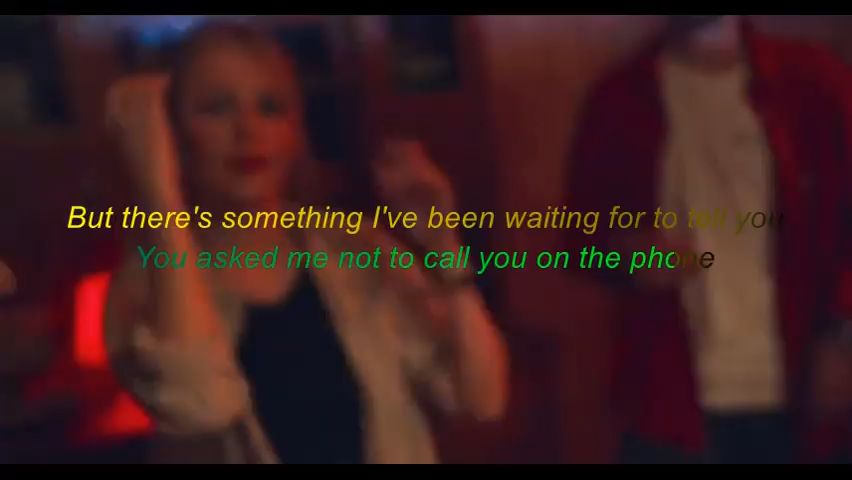 But there's something I've been waiting for to tell you
You asked me not to call you on the phone